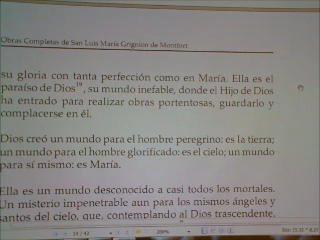 Obras Completas de San Luis María Grignion de Montfort
su gloria con tanta perfección como en María. Ella es el
paraíso de Dios19, su mundo inefable, donde el Hijo de Dios
ha entrado para realizar obras portentosas, guardarlo y
complacerse en él.
Dios creó un mundo para el hombre peregrino: es la tierra;
un mundo para el hombre glorificado: es el cielo; un mundo
para sí mismo: es María.
Ella es un mundo desconocido a casi todos los mortales.
Un misterio impenetrable aun para los mismos ángeles y
santos del cielo, que, contemplando al Dios trascendente,
200%